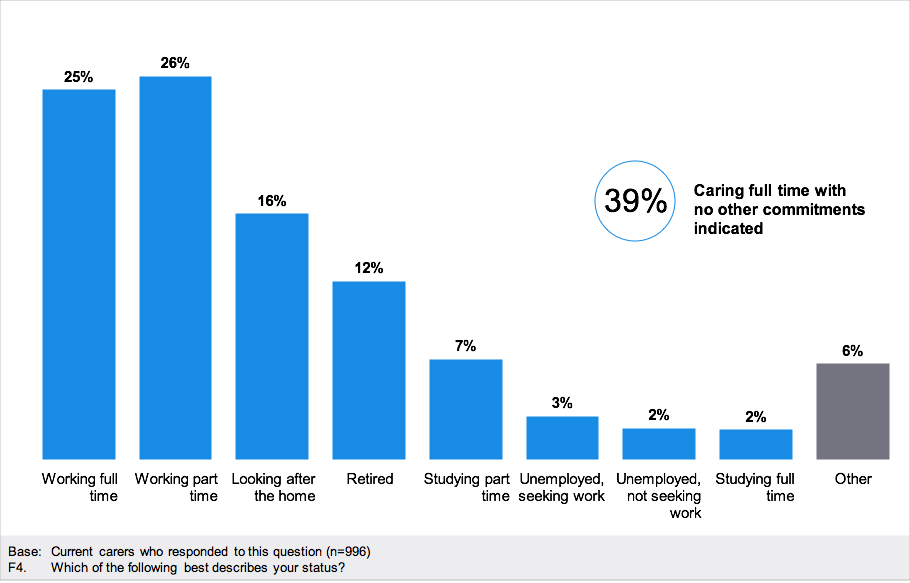 25%
26%
16%
12%
7%
3%
2%
2%
6%
39%
Caring full time with
no other commitments
indicated
Working full
time
Working part
time
Looking after
the home
Retired
Studying part
time
Unemployed,
seeking work
Unemployed,
not seeking
work
Studying full
time
Other
Base: Current carers who responded to this question (n=996)
F4. Which of the following best describes your status?